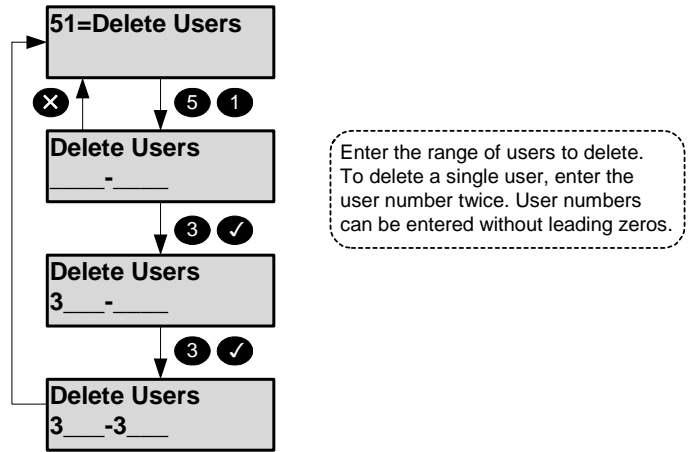 51=Delete Users
5 1
Delete Users
____-____
Enter the range of users to delete.
To delete a single user, enter the
user number twice. User numbers
can be entered without leading zeros.
3 ✓
Delete Users
3___-____
3 ✓
Delete Users
3___-3___